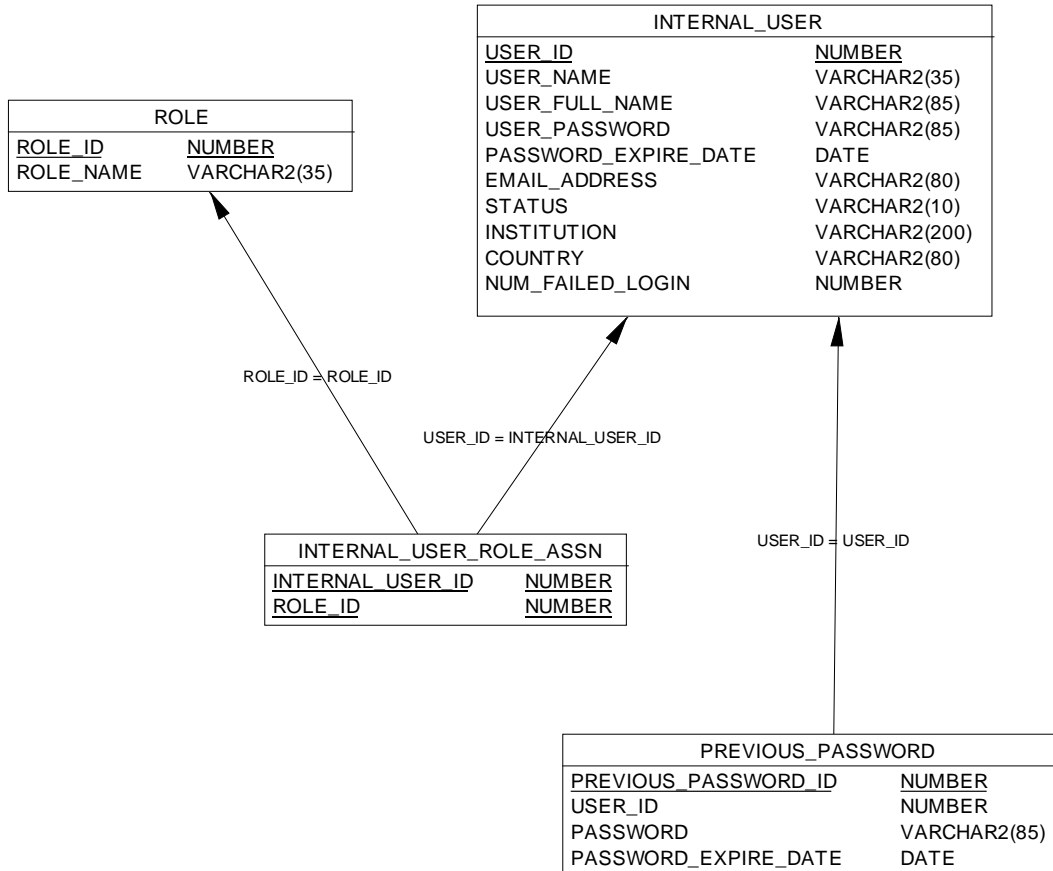 INTERNAL_USER
USER_ID NUMBER
USER_NAME VARCHAR2(35)
USER_FULL_NAME VARCHAR2(85)
USER_PASSWORD VARCHAR2(85)
PASSWORD_EXPIRE_DATE DATE
EMAIL_ADDRESS VARCHAR2(80)
STATUS VARCHAR2(10)
INSTITUTION VARCHAR2(200)
COUNTRY VARCHAR2(80)
NUM_FAILED_LOGIN NUMBER
ROLE
ROLE_ID NUMBER
ROLE_NAME VARCHAR2(35)
ROLE_ID = ROLE_ID
USER_ID = INTERNAL_USER_ID
USER_ID = USER_ID
INTERNAL_USER_ROLE_ASSN
INTERNAL_USER_ID NUMBER
ROLE_ID NUMBER
PREVIOUS_PASSWORD
PREVIOUS_PASSWORD_ID NUMBER
USER_ID NUMBER
PASSWORD VARCHAR2(85)
PASSWORD_EXPIRE_DATE DATE